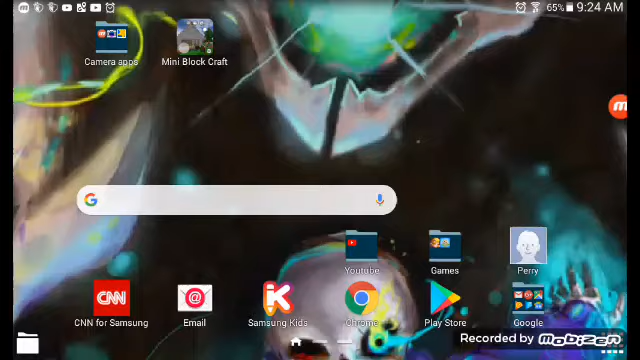 65% 9:24 AM
Camera apps
Mini Block Craft
Youtube
Games
Perry
CNN
CNN for Samsung
Email
Samsung Kids
Chrome
Play Store
Google
Recorded by MOBIZEN